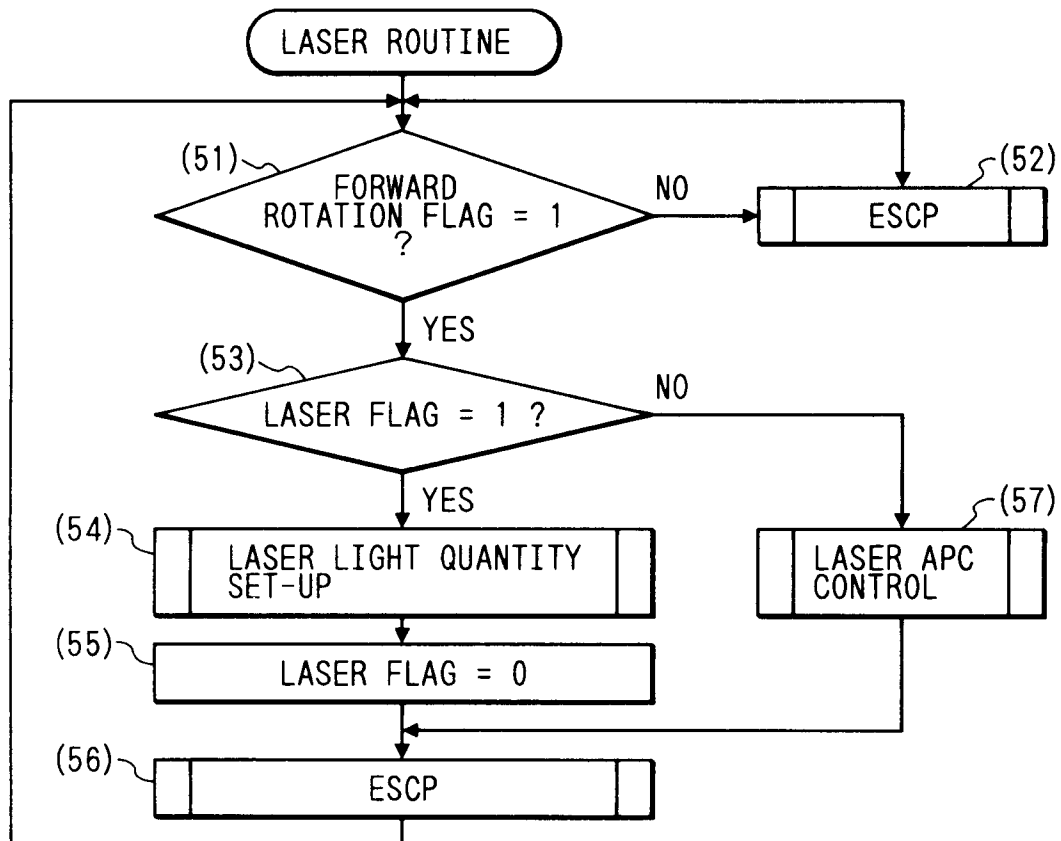 LASER ROUTINE
(51)
FORWARD
ROTATION FLAG = 1
?
NO
(52)
ESCP
YES
(53)
LASER FLAG = 1 ?
NO
YES
(54)
LASER LIGHT QUANTITY
SET-UP
(57)
LASER APC
CONTROL
(55)
LASER FLAG = 0
(56)
ESCP